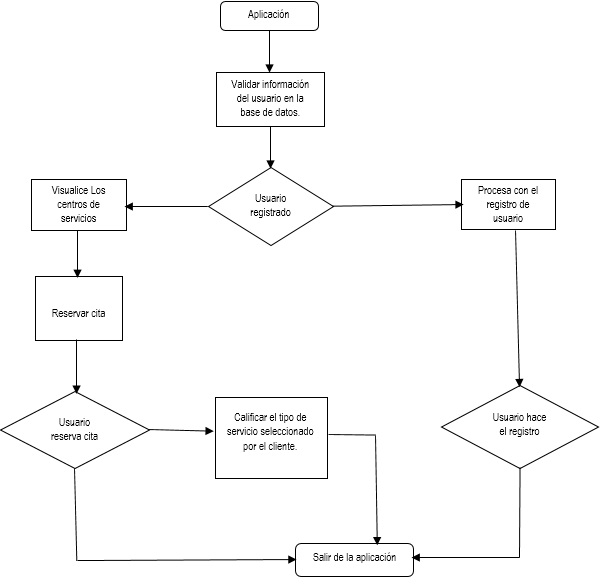 Aplicación
Validar información
del usuario en la
base de datos.
Usuario
registrado
Visualice Los
centros de
servicios
Procesa con el
registro de
usuario
Reservar cita
Usuario
reserva cita
Calificar el tipo de
servicio seleccionado
por el cliente.
Usuario hace
el registro
Salir de la aplicación